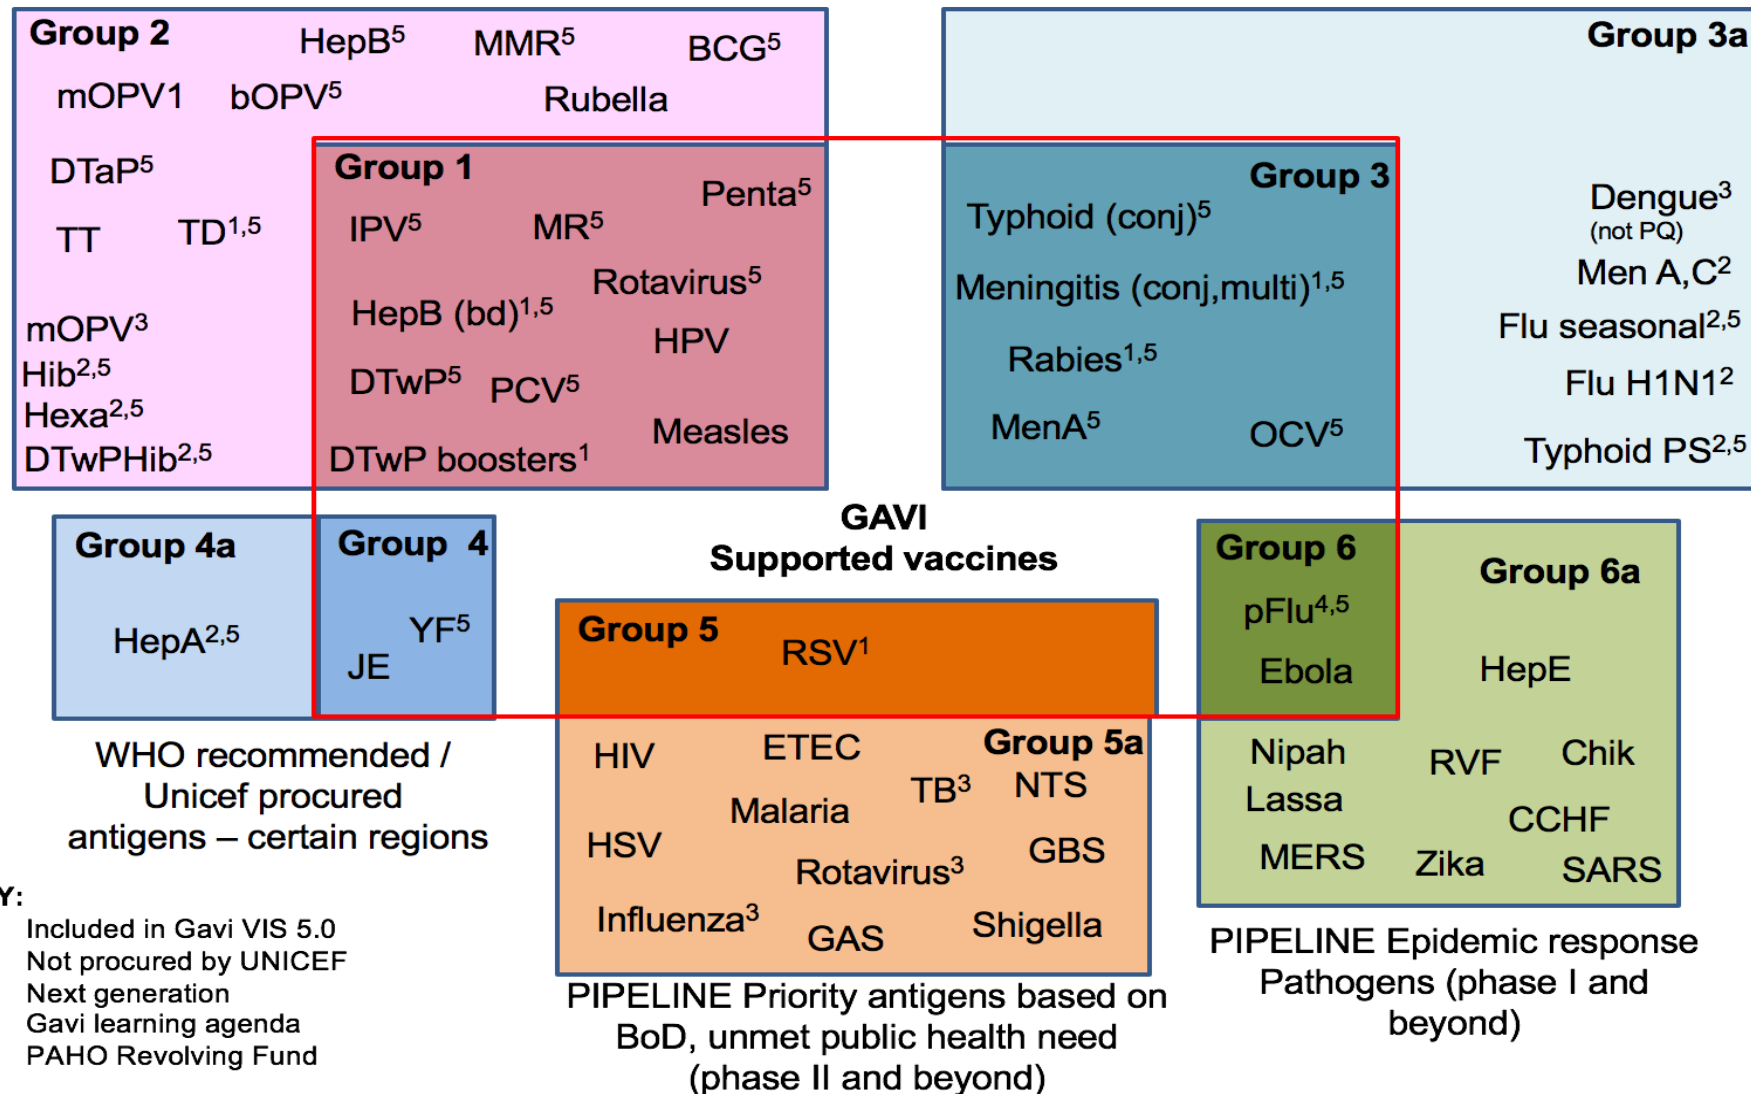 Group 2
HepB⁵ MMR⁵ BCG⁵
mOPV1 bOPV⁵ Rubella
DTaP⁵
TT TD¹,⁵
mOPV³
Hib²,⁵
Hexa²,⁵
DTwPHib²,⁵
Group 1
Penta⁵
IPV⁵ MR⁵
Rotavirus⁵
HepB (bd)¹,⁵
HPV
DTwP⁵ PCV⁵
Measles
DTwP boosters¹
Group 3
Typhoid (conj)⁵
Meningitis (conj,multi)¹,⁵
Rabies¹,⁵
MenA⁵ OCV⁵
Group 3a
Dengue³
(not PQ)
Men A,C²
Flu seasonal²,⁵
Flu H1N1²
Typhoid PS²,⁵
Group 4a
HepA²,⁵
Group 4
YF⁵
JE
WHO recommended /
Unicef procured
antigens – certain regions
GAVI
Supported vaccines
Group 5
RSV¹
Group 5a
HIV ETEC
TB³ NTS
Malaria
HSV GBS
Rotavirus³
Influenza³ Shigella
GAS
PIPELINE Priority antigens based on
BoD, unmet public health need
(phase II and beyond)
Group 6
pFlu⁴,⁵
Ebola
Group 6a
HepE
Nipah RVF Chik
Lassa
CCHF
MERS Zika SARS
PIPELINE Epidemic response
Pathogens (phase I and
beyond)
Y:
Included in Gavi VIS 5.0
Not procured by UNICEF
Next generation
Gavi learning agenda
PAHO Revolving Fund